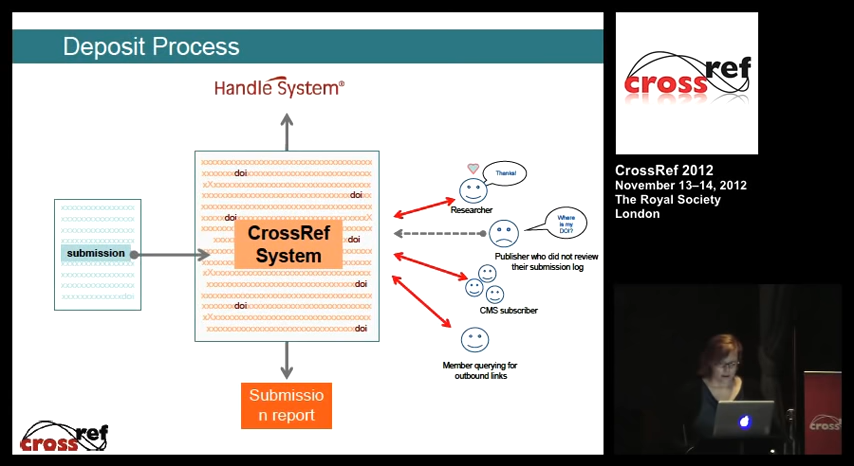 Deposit Process
Handle System®
doi
doi
doi
doi
doi
doi
doi
submission
CrossRef
System
Submissio
n report
Thanks!
Researcher
Where
is my
DOI?
Publisher who did not review
their submission log
CMS subscriber
Member querying for
outbound links
crossref
crossref
CrossRef 2012
November 13–14, 2012
The Royal Society
London
crossref